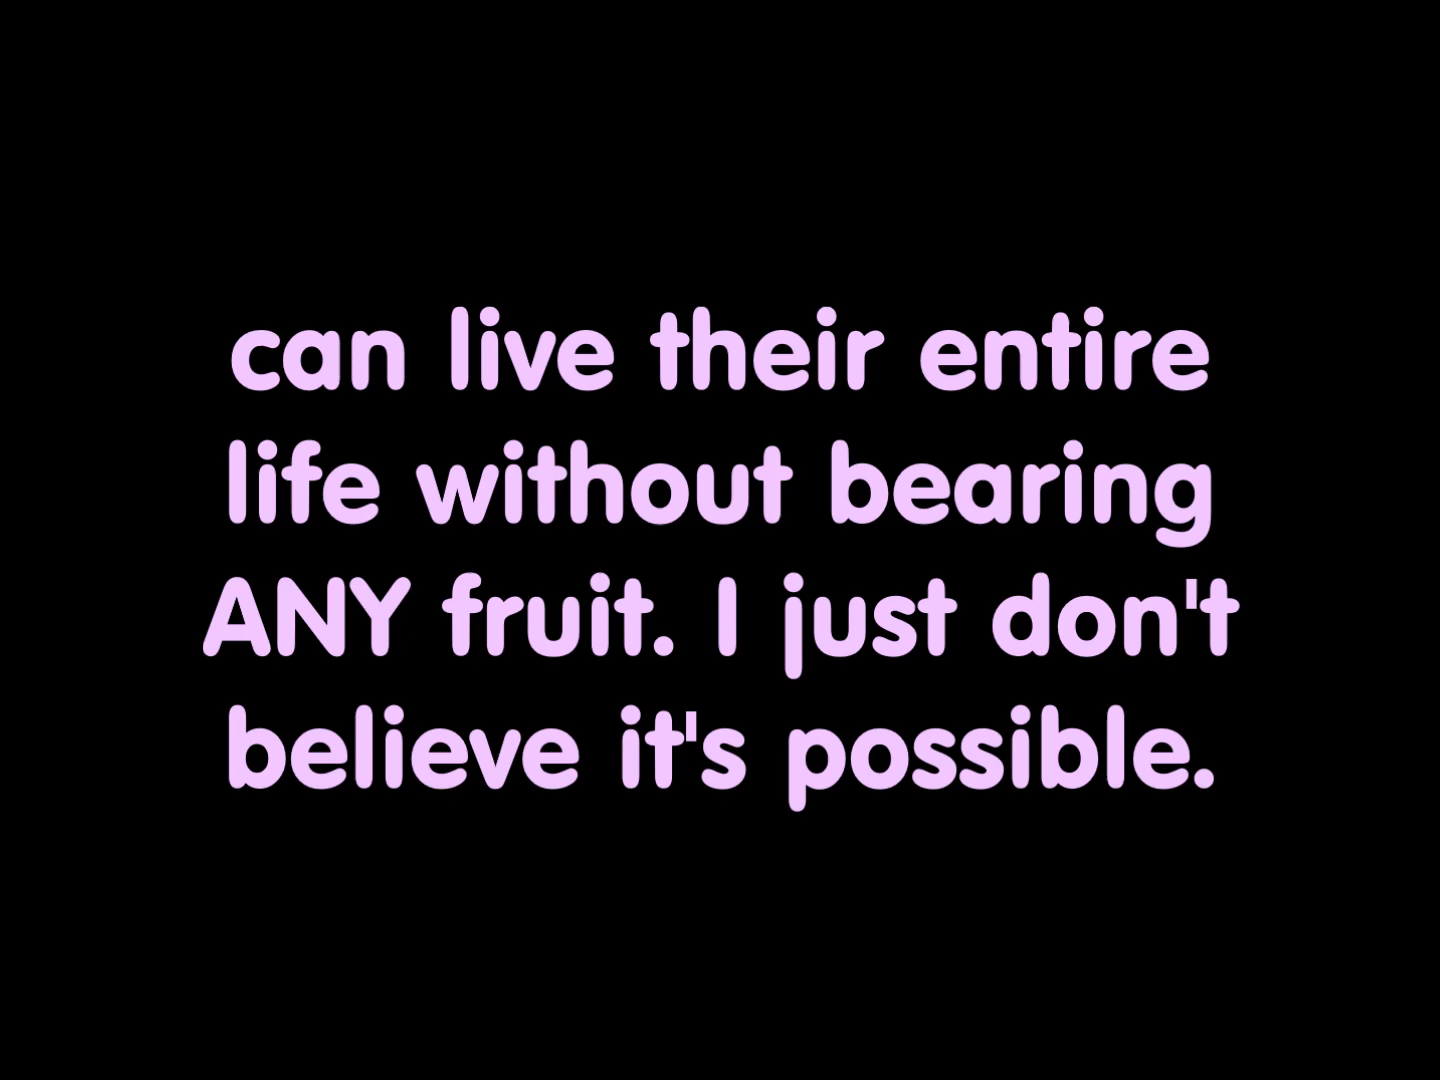 can live their entire
life without bearing
ANY fruit. I just don't
believe it's possible.